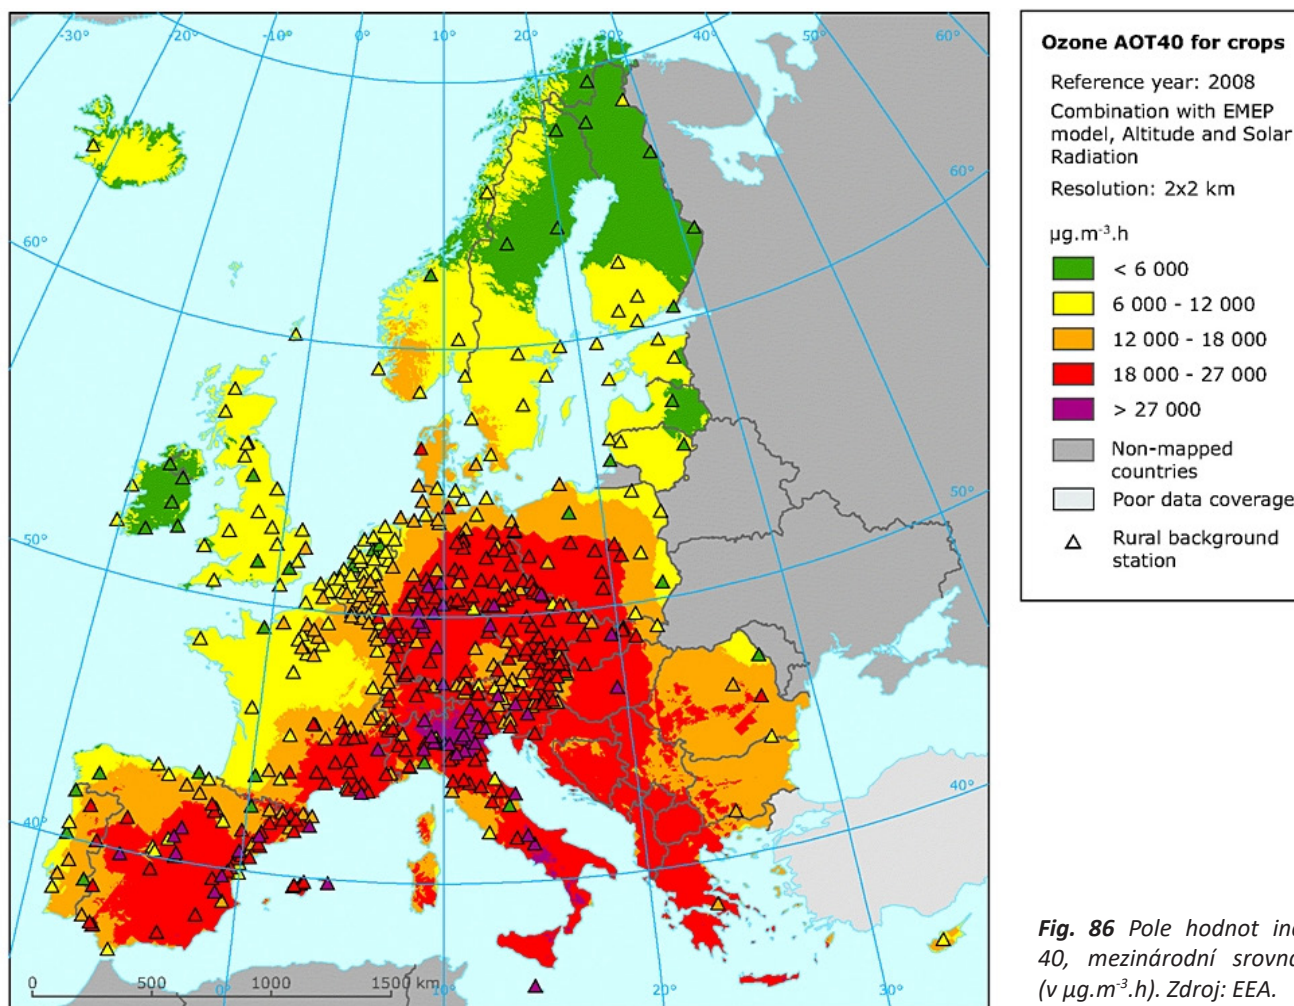 -30° -20° -10° 0° 10° 20° 30° 40° 50° 60°
60°
60°
50°
50°
40°
40°
0 500 1000 1500 km
0° 10° 20° 30°
Ozone AOT40 for crops
Reference year: 2008
Combination with EMEP
model, Altitude and Solar
Radiation
Resolution: 2x2 km
µg.m⁻³.h
< 6 000
6 000 - 12 000
12 000 - 18 000
18 000 - 27 000
> 27 000
Non-mapped
countries
Poor data coverage
Rural background
station
Fig. 86 Pole hodnot ind
40, mezinárodní srovná
(v µg.m⁻³.h). Zdroj: EEA.